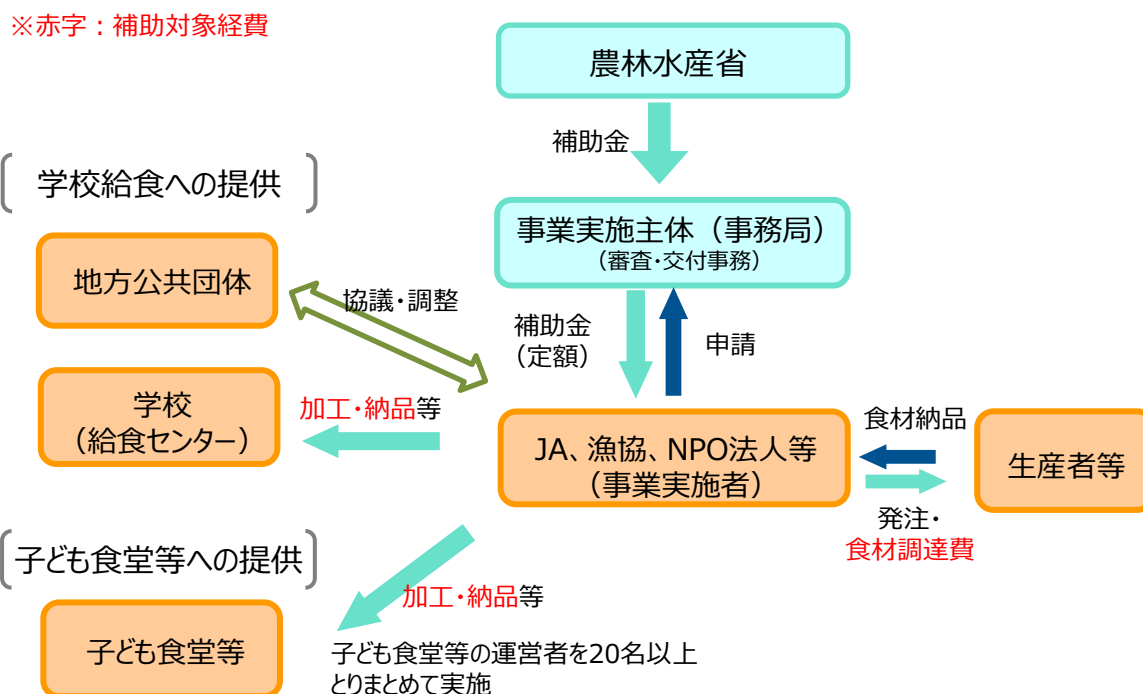 ※赤字：補助対象経費
農林水産省
補助金
学校給食への提供
事業実施主体（事務局）
（審査・交付事務）
地方公共団体
協議・調整
補助金
（定額）
申請
学校
（給食センター）
加工・納品等
JA、漁協、NPO法人等
（事業実施者）
食材納品
生産者等
発注・
食材調達費
子ども食堂等への提供
加工・納品等
子ども食堂等
子ども食堂等の運営者を20名以上
とりまとめて実施